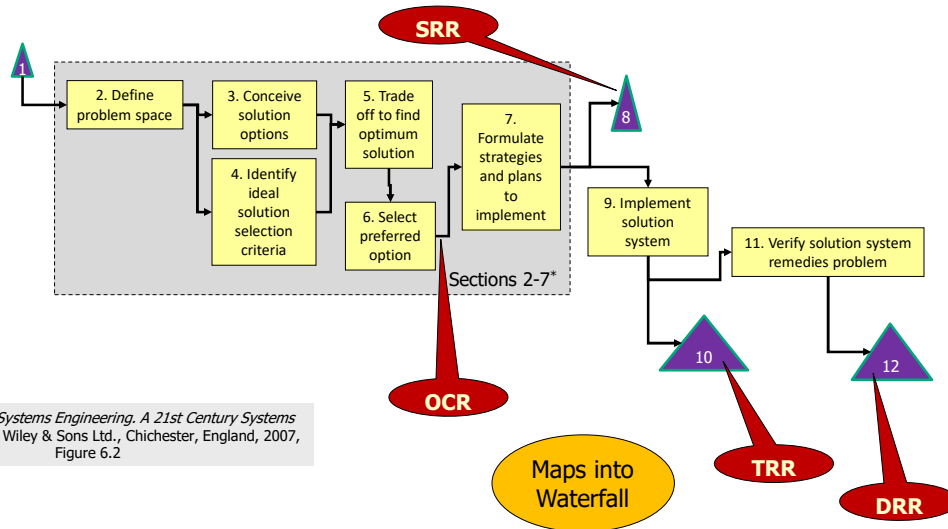 SRR
1
2. Define
problem space
3. Conceive
solution
options
4. Identify
ideal
solution
selection
criteria
5. Trade
off to find
optimum
solution
6. Select
preferred
option
7.
Formulate
strategies
and plans
to
implement
8
9. Implement
solution
system
11. Verify solution system
remedies problem
Sections 2-7*
10
12
OCR
TRR
DRR
Systems Engineering. A 21st Century Systems
Wiley & Sons Ltd., Chichester, England, 2007,
Figure 6.2
Maps into
Waterfall